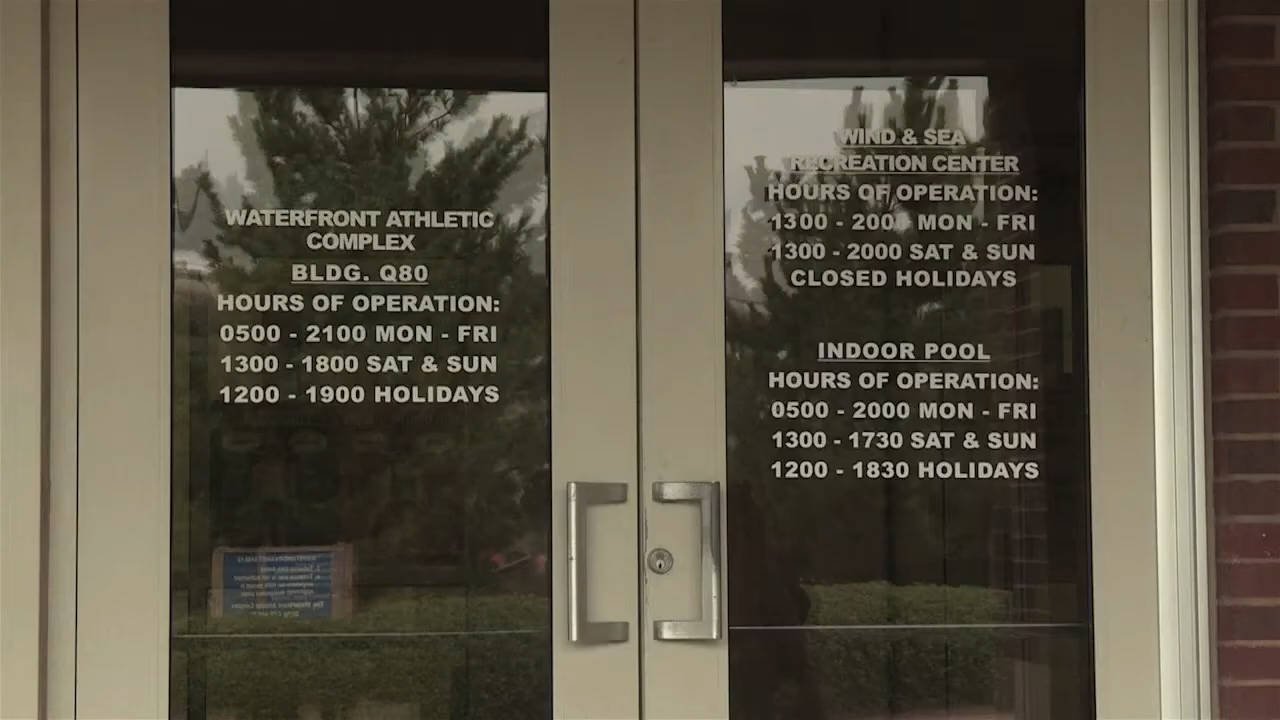 WATERFRONT ATHLETIC
COMPLEX
BLDG. Q80
HOURS OF OPERATION:
0500 - 2100 MON - FRI
1300 - 1800 SAT & SUN
1200 - 1900 HOLIDAYS
WIND & SEA
RECREATION CENTER
HOURS OF OPERATION:
1300 - 2000 MON - FRI
1300 - 2000 SAT & SUN
CLOSED HOLIDAYS
INDOOR POOL
HOURS OF OPERATION:
0500 - 2000 MON - FRI
1300 - 1730 SAT & SUN
1200 - 1830 HOLIDAYS